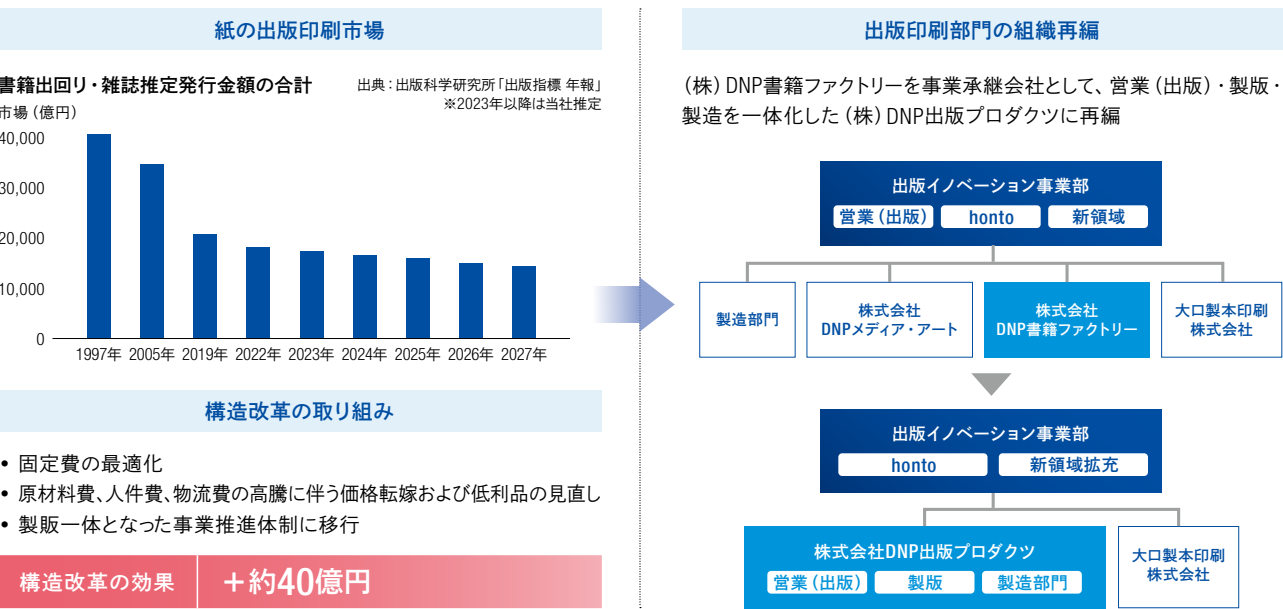 紙の出版印刷市場
書籍出回り・雑誌推定発行金額の合計
出典：出版科学研究所「出版指標 年報」
※2023年以降は当社推定
市場（億円）
40,000
30,000
20,000
10,000
0
1997年 2005年 2019年 2022年 2023年 2024年 2025年 2026年 2027年
構造改革の取り組み
• 固定費の最適化
• 原材料費、人件費、物流費の高騰に伴う価格転嫁および低利品の見直し
• 製販一体となった事業推進体制に移行
構造改革の効果 ＋約40億円
出版印刷部門の組織再編
（株）DNP書籍ファクトリーを事業承継会社として、営業（出版）・製版・
製造を一体化した（株）DNP出版プロダクツに再編
出版イノベーション事業部
営業（出版） honto 新領域
製造部門
株式会社
DNPメディア・アート
株式会社
DNP書籍ファクトリー
大口製本印刷
株式会社
出版イノベーション事業部
honto 新領域拡充
株式会社DNP出版プロダクツ
営業（出版） 製版 製造部門
大口製本印刷
株式会社